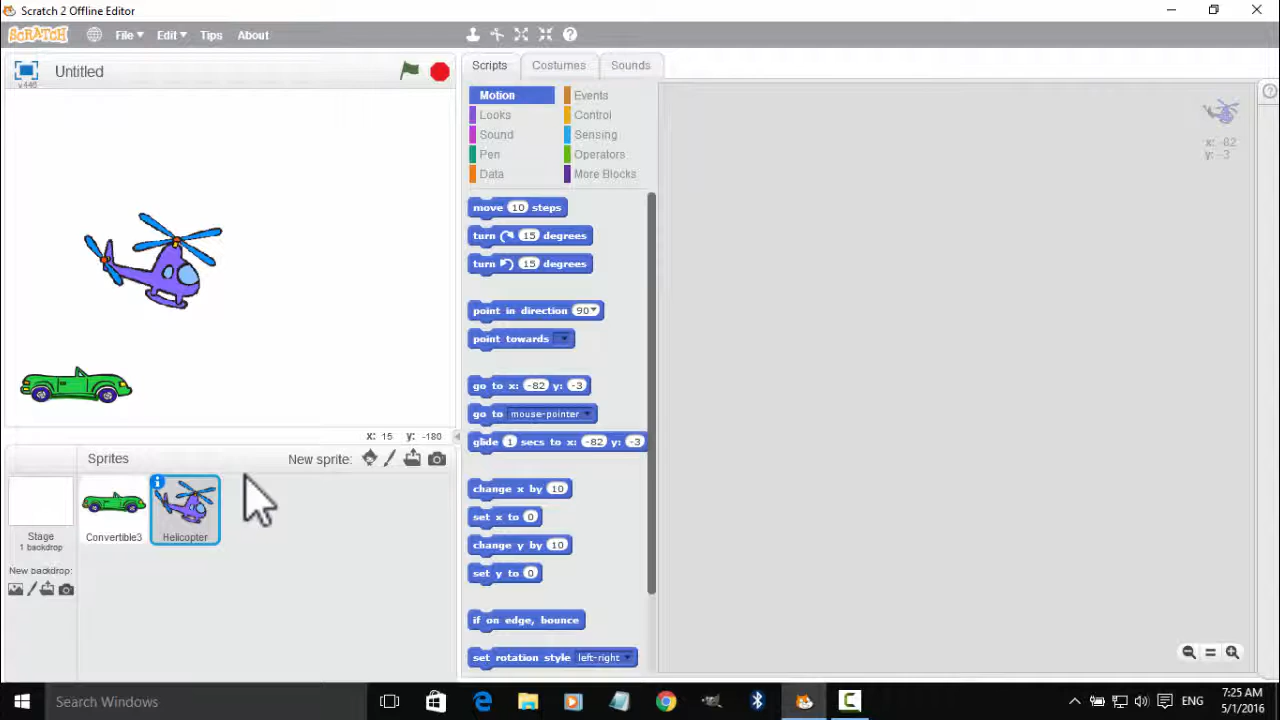 Scratch 2 Offline Editor
SCRATCH File Edit Tips About
Untitled
v446
Scripts Costumes Sounds
Motion Events
Looks Control
Sound Sensing
Pen Operators
Data More Blocks
x: -82
y: -3
move 10 steps
turn 15 degrees
turn 15 degrees
point in direction 90
point towards
go to x: -82 y: -3
go to mouse-pointer
glide 1 secs to x: -82 y: -3
change x by 10
set x to 0
change y by 10
set y to 0
if on edge, bounce
set rotation style left-right
x: 15 y: -180
Sprites New sprite:
Stage
1 backdrop
New backdrop:
Convertible3
Helicopter
Search Windows
ENG
7:25 AM
5/1/2016